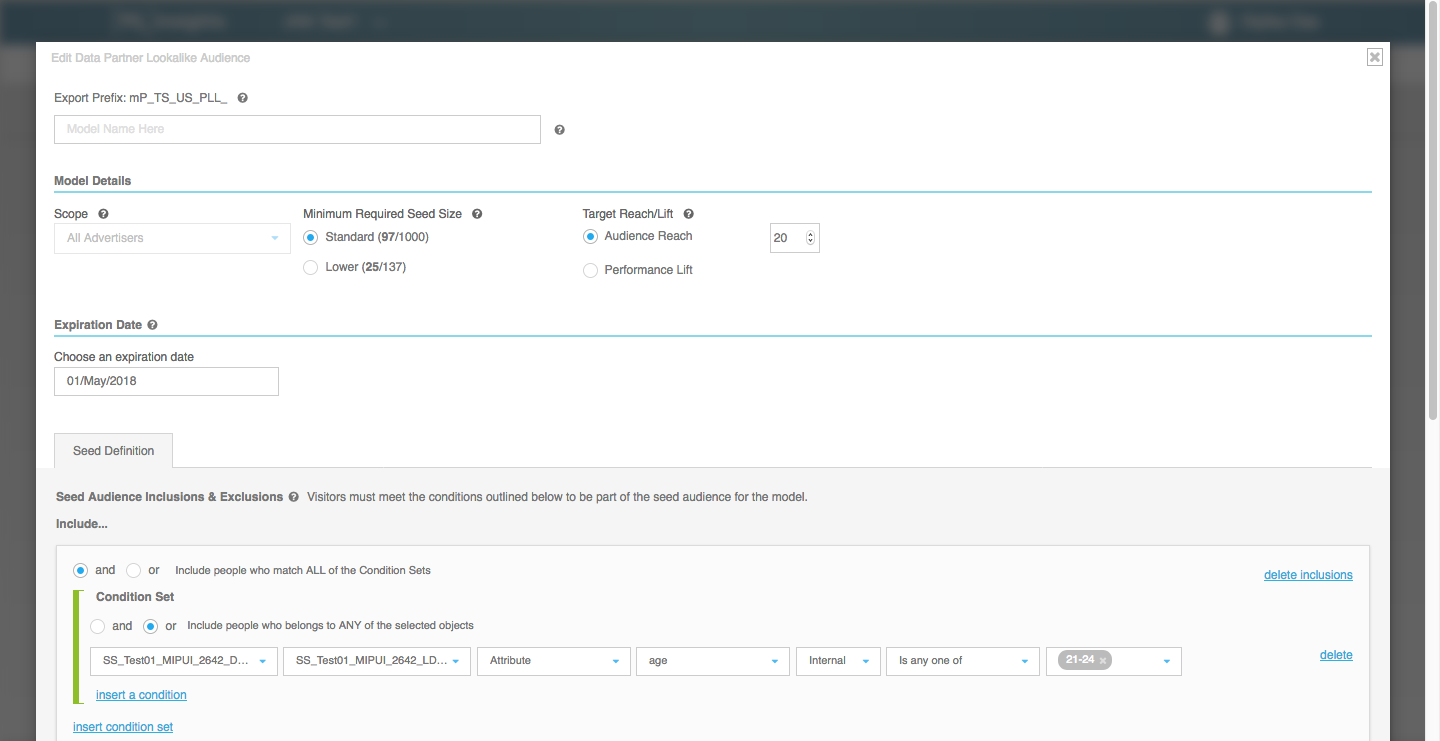 Edit Data Partner Lookalike Audience
Export Prefix: mP_TS_US_PLL_
Model Name Here
Model Details
Scope Minimum Required Seed Size Target Reach/Lift
All Advertisers Standard (97/1000) Audience Reach 20
Lower (25/137) Performance Lift
Expiration Date
Choose an expiration date
01/May/2018
Seed Definition
Seed Audience Inclusions & Exclusions Visitors must meet the conditions outlined below to be part of the seed audience for the model.
Include...
and or Include people who match ALL of the Condition Sets delete inclusions
Condition Set
and or Include people who belongs to ANY of the selected objects
SS_Test01_MIPUI_2642_D... SS_Test01_MIPUI_2642_LD... Attribute age Internal Is any one of 21-24 delete
insert a condition
insert condition set